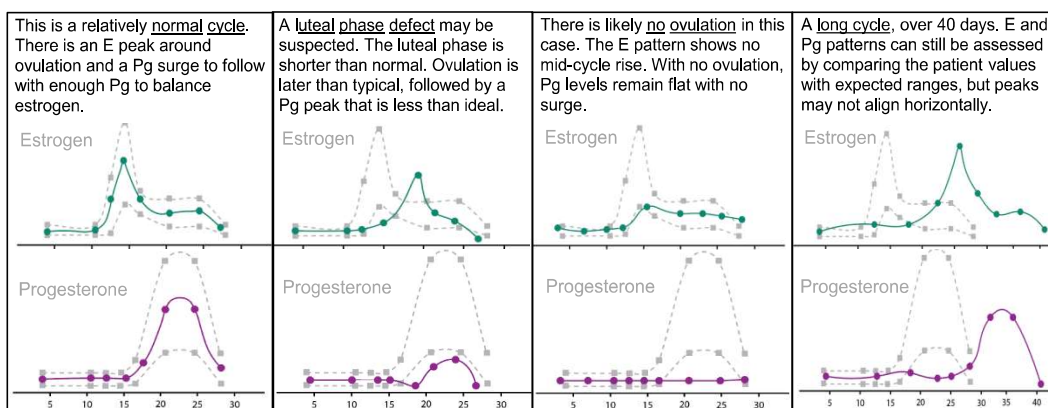 This is a relatively normal cycle.
There is an E peak around
ovulation and a Pg surge to follow
with enough Pg to balance
estrogen.
Estrogen
Progesterone
5 10 15 20 25 30
A luteal phase defect may be
suspected. The luteal phase is
shorter than normal. Ovulation is
later than typical, followed by a
Pg peak that is less than ideal.
Estrogen
Progesterone
5 10 15 20 25 30
There is likely no ovulation in this
case. The E pattern shows no
mid-cycle rise. With no ovulation,
Pg levels remain flat with no
surge.
Estrogen
Progesterone
5 10 15 20 25 30
A long cycle, over 40 days. E and
Pg patterns can still be assessed
by comparing the patient values
with expected ranges, but peaks
may not align horizontally.
Estrogen
Progesterone
5 10 15 20 25 30 35 40